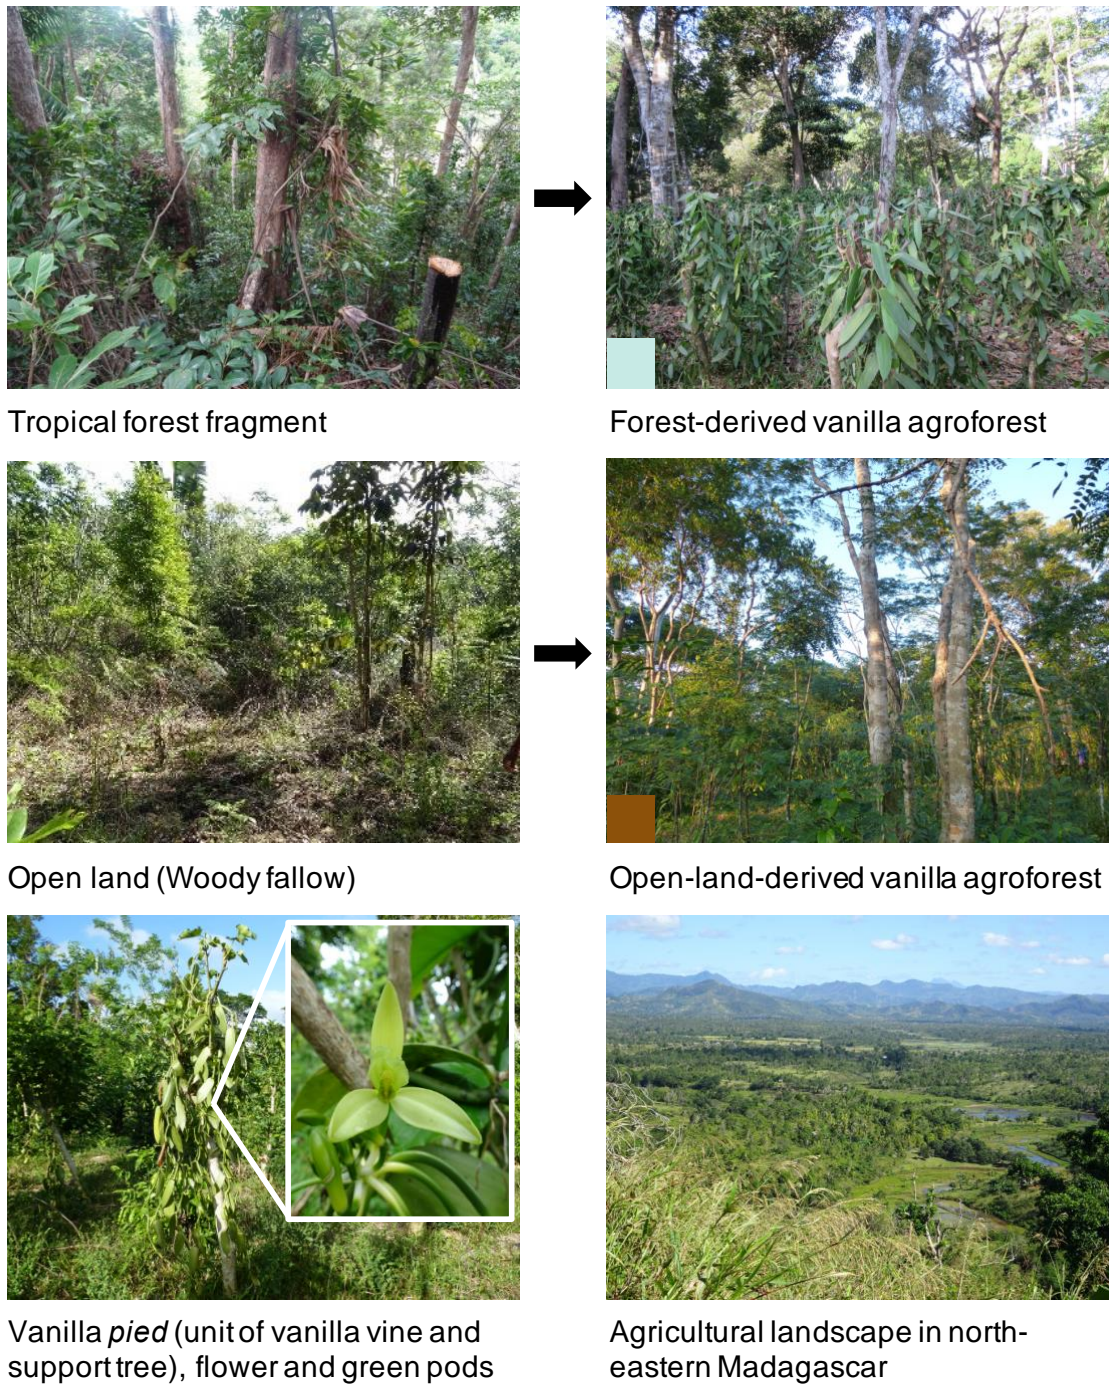 Tropical forest fragment
Forest-derived vanilla agroforest
Open land (Woody fallow)
Open-land-derived vanilla agroforest
Vanilla pied (unit of vanilla vine and
support tree), flower and green pods
Agricultural landscape in north-
eastern Madagascar